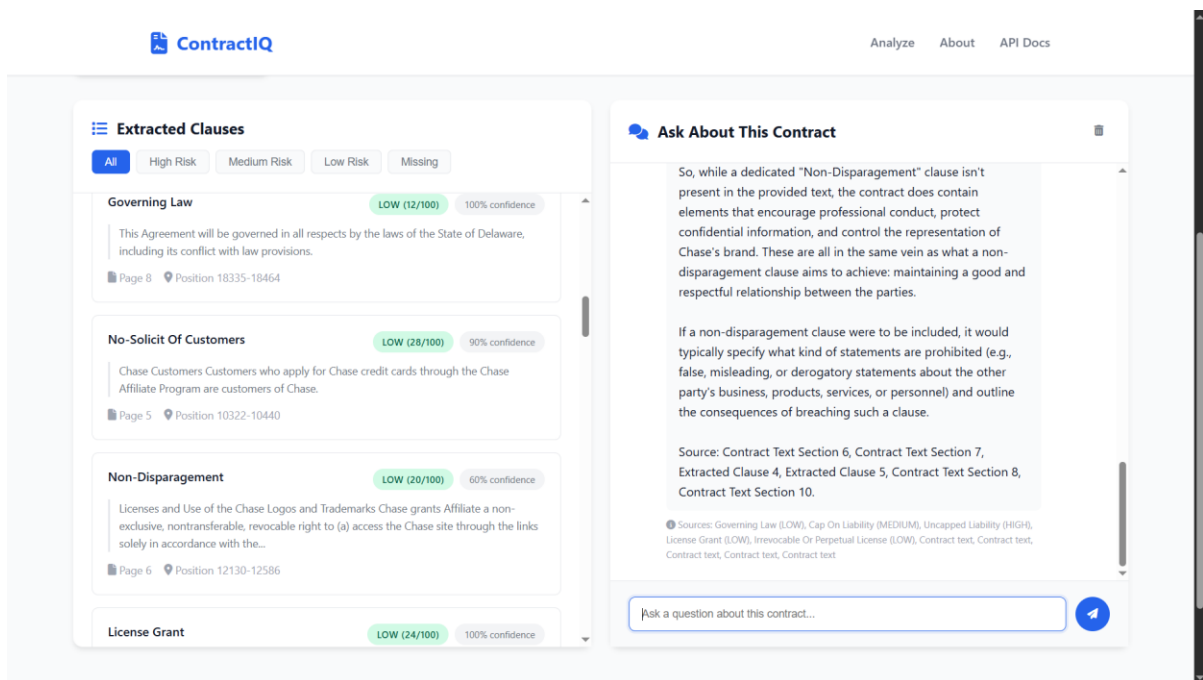 ContractIQ
Analyze About API Docs
Extracted Clauses
All High Risk Medium Risk Low Risk Missing
Governing Law LOW (12/100) 100% confidence
This Agreement will be governed in all respects by the laws of the State of Delaware,
including its conflict with law provisions.
Page 8 Position 18335-18464
No-Solicit Of Customers LOW (28/100) 90% confidence
Chase Customers Customers who apply for Chase credit cards through the Chase
Affiliate Program are customers of Chase.
Page 5 Position 10322-10440
Non-Disparagement LOW (20/100) 60% confidence
Licenses and Use of the Chase Logos and Trademarks Chase grants Affiliate a non-
exclusive, nontransferable, revocable right to (a) access the Chase site through the links
solely in accordance with the...
Page 6 Position 12130-12586
License Grant LOW (24/100) 100% confidence
Ask About This Contract
So, while a dedicated "Non-Disparagement" clause isn't
present in the provided text, the contract does contain
elements that encourage professional conduct, protect
confidential information, and control the representation of
Chase's brand. These are all in the same vein as what a non-
disparagement clause aims to achieve: maintaining a good and
respectful relationship between the parties.
If a non-disparagement clause were to be included, it would
typically specify what kind of statements are prohibited (e.g.,
false, misleading, or derogatory statements about the other
party's business, products, services, or personnel) and outline
the consequences of breaching such a clause.
Source: Contract Text Section 6, Contract Text Section 7,
Extracted Clause 4, Extracted Clause 5, Contract Text Section 8,
Contract Text Section 10.
Sources: Governing Law (LOW), Cap On Liability (MEDIUM), Uncapped Liability (HIGH),
License Grant (LOW), Irrevocable Or Perpetual License (LOW), Contract text, Contract text,
Contract text, Contract text, Contract text
Ask a question about this contract...